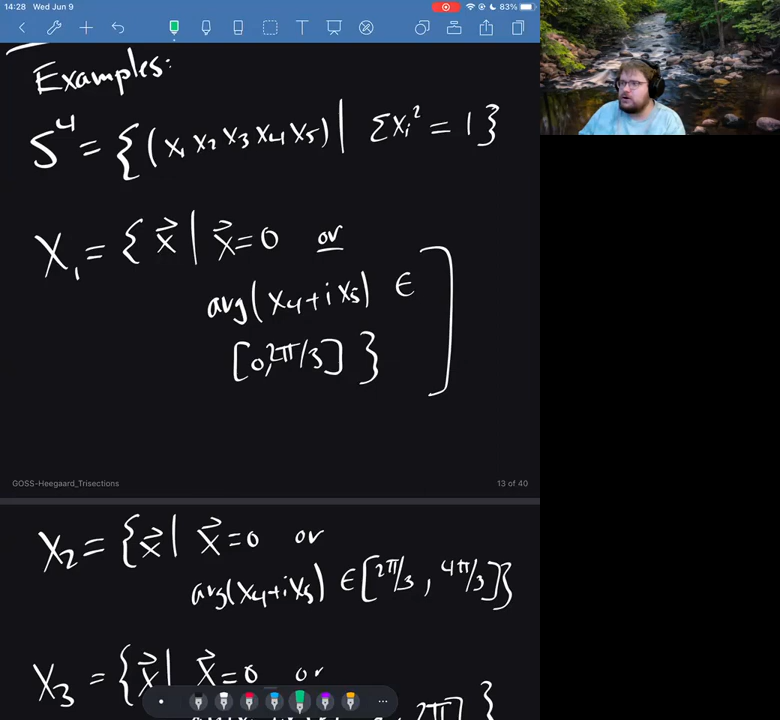 14:28 Wed Jun 9 83%
Examples:
S⁴ = {(x₁ x₂ x₃ x₄ x₅) | Σxᵢ² = 1}
X₁ = {x⃗ | x⃗ = 0 or
arg(x₄+ix₅) ∈
[0,2π/3] }
GOSS-Heegaard_Trisections 13 of 40
X₂ = {x⃗ | x⃗ = 0 or
arg(x₄+ix₅) ∈ [2π/3, 4π/3]}
X₃ = {x⃗ | x⃗ = 0 or
, 2π] }